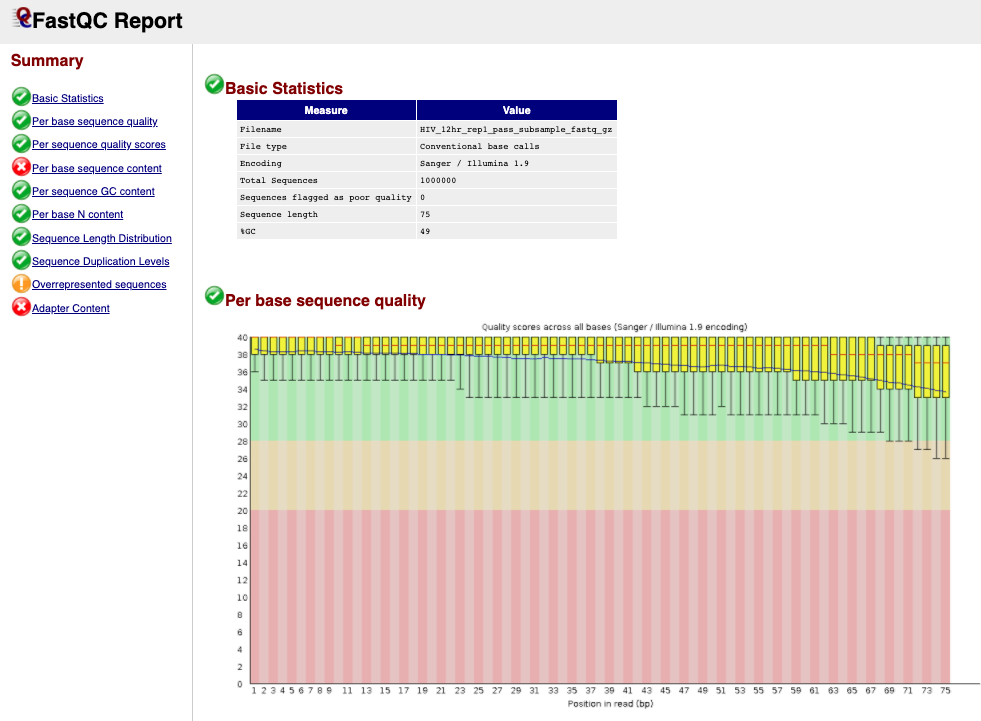 FastQC Report
Summary
Basic Statistics
Per base sequence quality
Per sequence quality scores
Per base sequence content
Per sequence GC content
Per base N content
Sequence Length Distribution
Sequence Duplication Levels
Overrepresented sequences
Adapter Content
Basic Statistics
Measure Value
Filename HIV_12hr_rep1_pass_subsample_fastq_gz
File type Conventional base calls
Encoding Sanger / Illumina 1.9
Total Sequences 1000000
Sequences flagged as poor quality 0
Sequence length 75
%GC 49
Per base sequence quality
Quality scores across all bases (Sanger / Illumina 1.9 encoding)
40
38
36
34
32
30
28
26
24
22
20
18
16
14
12
10
8
6
4
2
0
1 2 3 4 5 6 7 8 9 11 13 15 17 19 21 23 25 27 29 31 33 35 37 39 41 43 45 47 49 51 53 55 57 59 61 63 65 67 69 71 73 75
Position in read (bp)